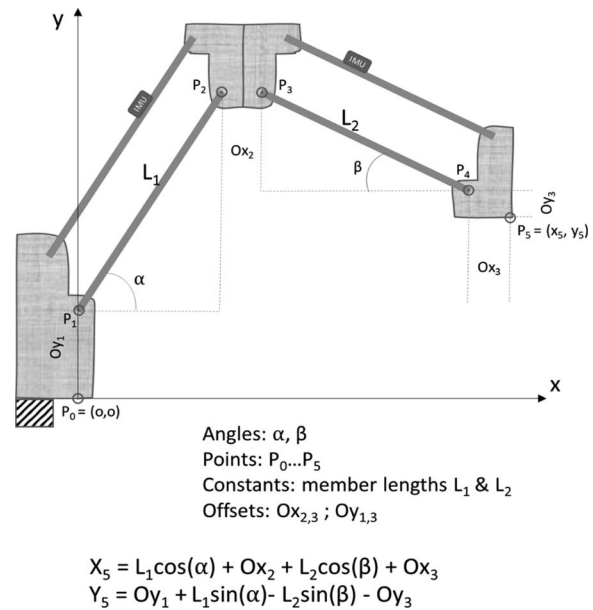 y
IMU
IMU
P₂
P₃
L₁
L₂
Ox₂
β
P₄
Oy₃
P₅ = (x₅, y₅)
Ox₃
α
P₁
Oy₁
x
P₀ = (o,o)
Angles: α, β
Points: P₀...P₅
Constants: member lengths L₁ & L₂
Offsets: Ox₂,₃ ; Oy₁,₃
X₅ = L₁cos(α) + Ox₂ + L₂cos(β) + Ox₃
Y₅ = Oy₁ + L₁sin(α)- L₂sin(β) - Oy₃